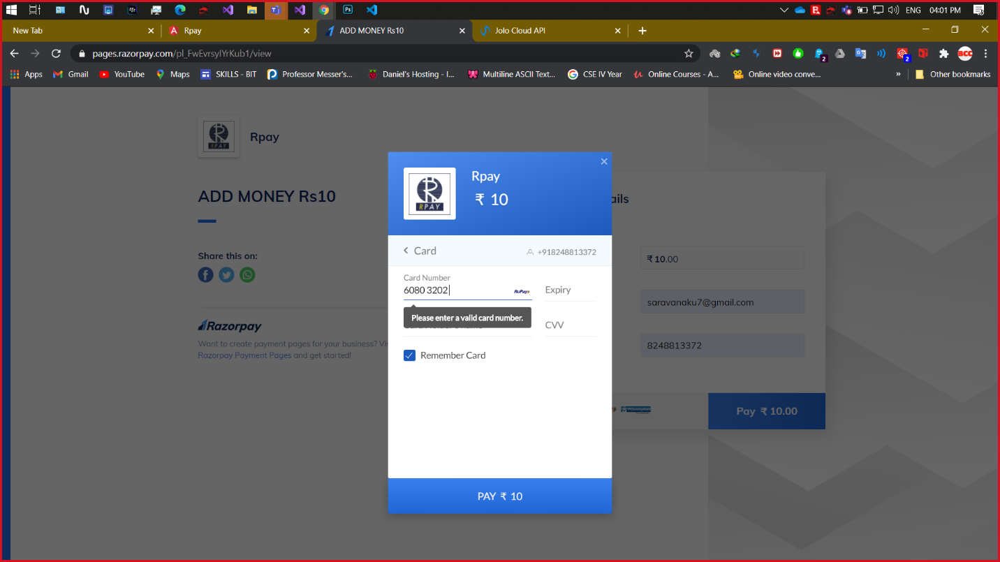 ENG 04:01 PM
New Tab
Rpay
ADD MONEY Rs10
Jolo Cloud API
pages.razorpay.com/pl_FwEvrsyIYrKub1/view
Apps
Gmail
YouTube
Maps
SKILLS - BIT
Professor Messer's...
Daniel's Hosting - I...
Multiline ASCII Text...
CSE IV Year
Online Courses - A...
Online video conve...
»
Other bookmarks
RPAY
Rpay
ADD MONEY Rs10
Share this on:
Razorpay
Want to create payment pages for your business? Vis
Razorpay Payment Pages and get started!
RPAY
Rpay
₹ 10
Card
+918248813372
Card Number
6080 3202
RuPay
Expiry
Please enter a valid card number.
CVV
Remember Card
PAY ₹ 10
ails
₹ 10.00
saravanaku7@gmail.com
8248813372
Pay ₹ 10.00